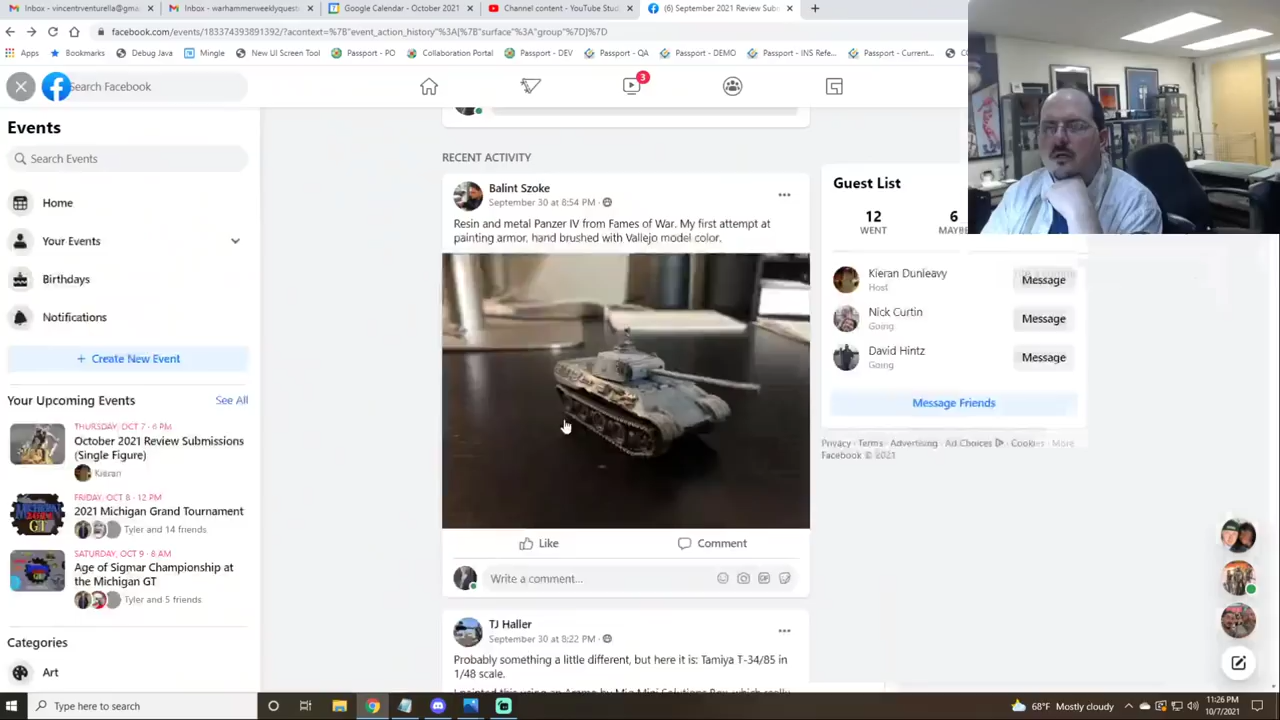 Inbox - vincentrventurella@gma
Inbox - warhammerweeklyquest
Google Calendar - October 2021
Channel content - YouTube Stud
(6) September 2021 Review Sub
facebook.com/events/183374393891392/?acontext=%7B"event_action_history"%3A[%7B"surface"%3A"group"%7D]%7D
Apps
Bookmarks
Debug Java
Mingle
New UI Screen Tool
Passport - PO
Collaboration Portal
Passport - DEV
Passport - QA
Passport - DEMO
Passport - INS Refe...
Passport - Current...
Search Facebook
3
Events
Search Events
Home
Your Events
Birthdays
Notifications
+ Create New Event
Your Upcoming Events
See All
THURSDAY, OCT 7 · 6 PM
October 2021 Review Submissions
(Single Figure)
Kieran
FRIDAY, OCT 8 · 12 PM
2021 Michigan Grand Tournament
Tyler and 14 friends
SATURDAY, OCT 9 · 8 AM
Age of Sigmar Championship at
the Michigan GT
Tyler and 5 friends
Categories
Art
RECENT ACTIVITY
Balint Szoke
September 30 at 8:54 PM ·
Resin and metal Panzer IV from Fames of War. My first attempt at
painting armor, hand brushed with Vallejo model color.
Like
Comment
Write a comment...
TJ Haller
September 30 at 8:22 PM ·
Probably something a little different, but here it is: Tamiya T-34/85 in
1/48 scale.
Guest List
12
WENT
6
MAYBE
Kieran Dunleavy
Host
Message
Nick Curtin
Going
Message
David Hintz
Going
Message
Message Friends
Privacy · Terms · Advertising · Ad Choices · Cookies · More
Facebook © 2021
Type here to search
68°F Mostly cloudy
11:26 PM
10/7/2021